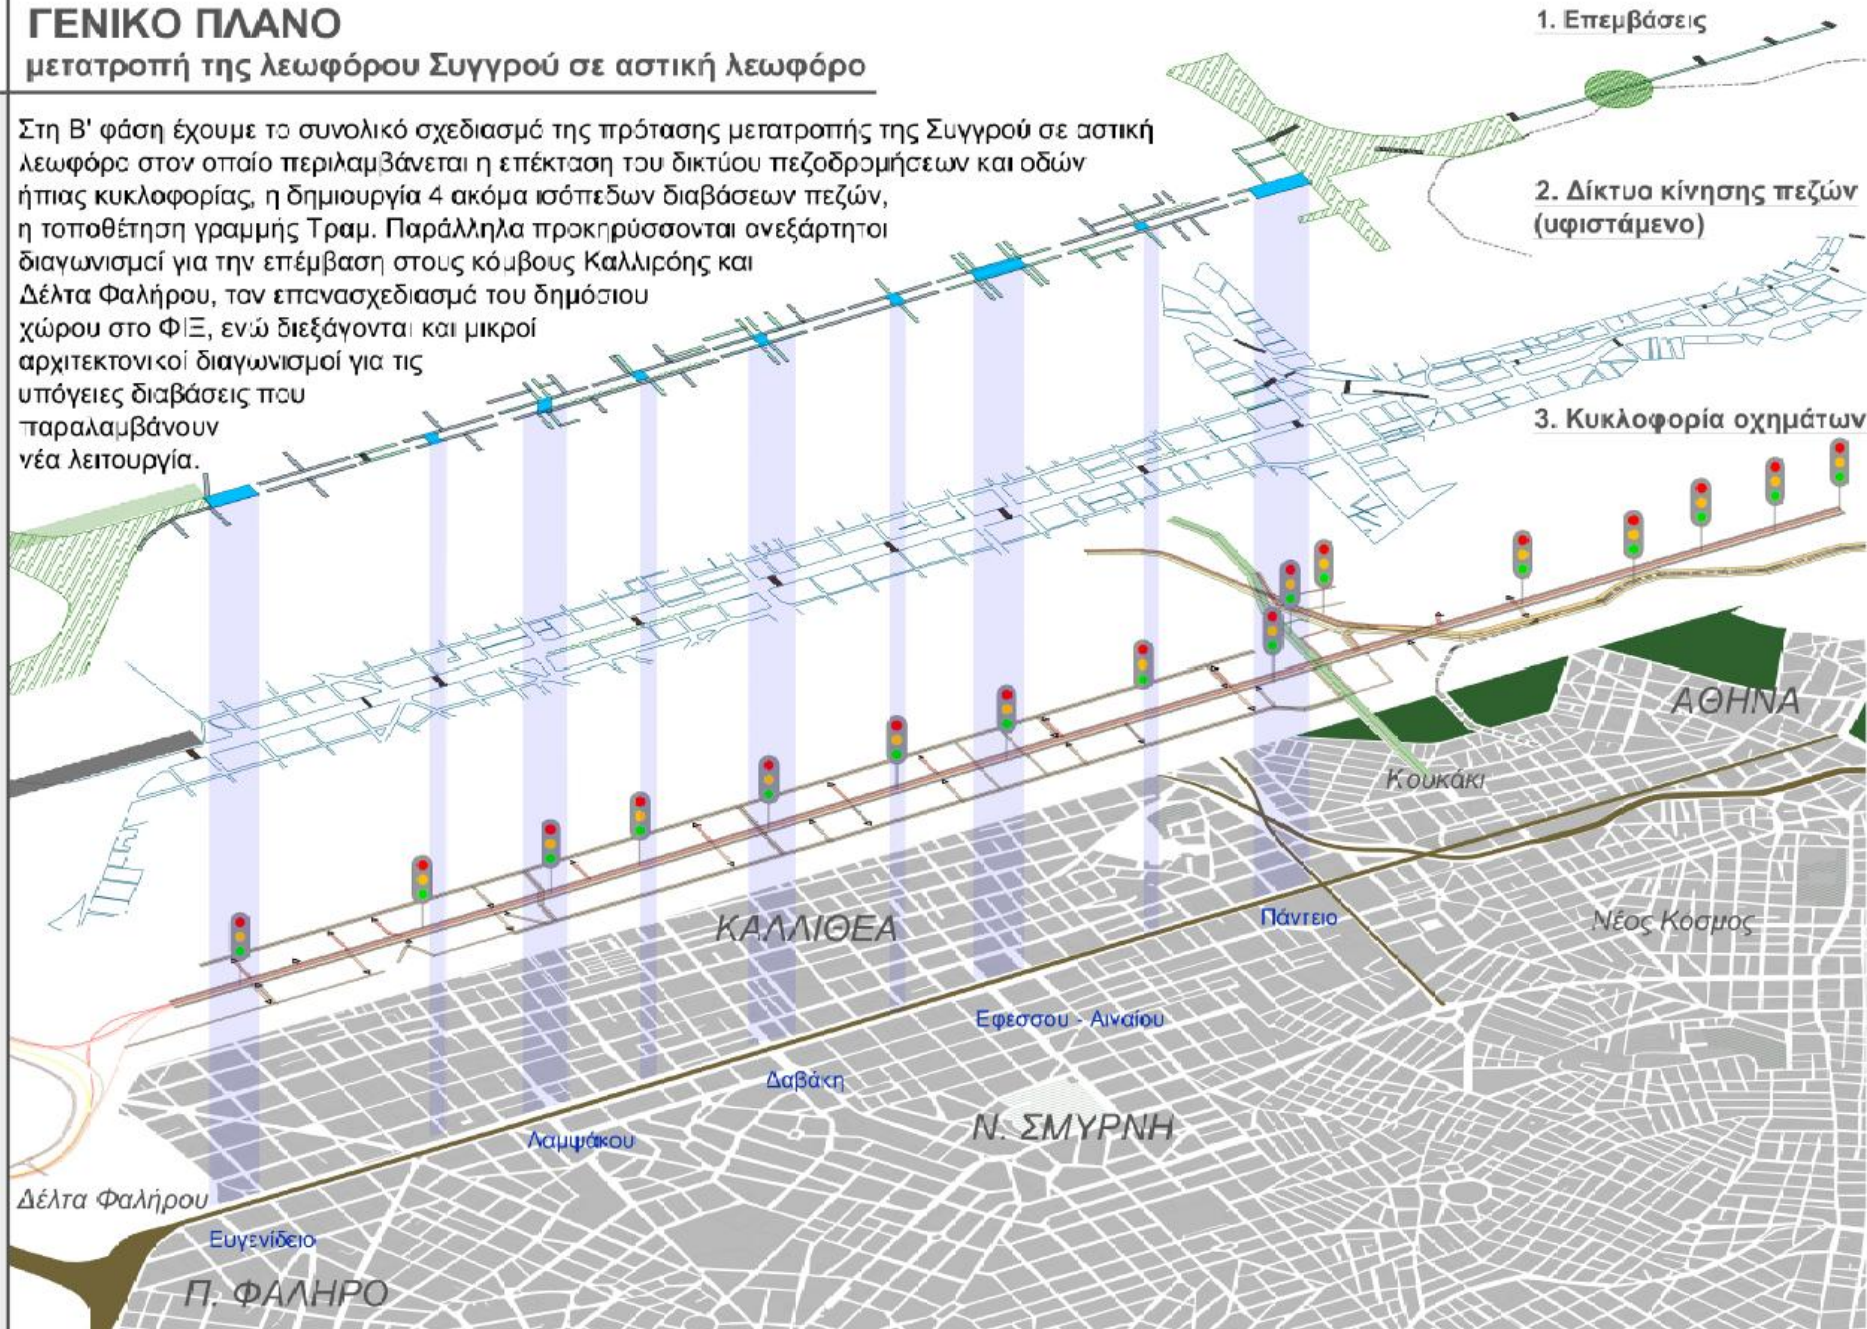 ΓΕΝΙΚΟ ΠΛΑΝΟ
μετατροπή της λεωφόρου Συγγρού σε αστική λεωφόρο
Στη Β' φάση έχουμε το συνολικό σχεδιασμό της πρότασης μετατροπής της Συγγρού σε αστική
λεωφόρο στον οποίο περιλαμβάνεται η επέκταση του δικτύου πεζοδρομήσεων και οδών
ήπιας κυκλοφορίας, η δημιουργία 4 ακόμα ισόπεδων διαβάσεων πεζών,
η τοποθέτηση γραμμής Τραμ. Παράλληλα προκηρύσσονται ανεξάρτητοι
διαγωνισμοί για την επέμβαση στους κόμβους Καλλιρόης και
Δέλτα Φαλήρου, τον επανασχεδιασμό του δημόσιου
χώρου στο ΦΙΞ, ενώ διεξάγονται και μικροί
αρχιτεκτονικοί διαγωνισμοί για τις
υπόγειες διαβάσεις που
παραλαμβάνουν
νέα λειτουργία.
1. Επεμβάσεις
2. Δίκτυο κίνησης πεζών
(υφιστάμενο)
3. Κυκλοφορία οχημάτων
ΑΘΗΝΑ
Κουκάκι
Πάντειο
Νέος Κόσμος
ΚΑΛΛΙΘΕΑ
Εφεσσου - Αιγαίου
Δαβάκη
Ν. ΣΜΥΡΝΗ
Λαμψάκου
Δέλτα Φαλήρου
Ευγενίδειο
Π. ΦΑΛΗΡΟ